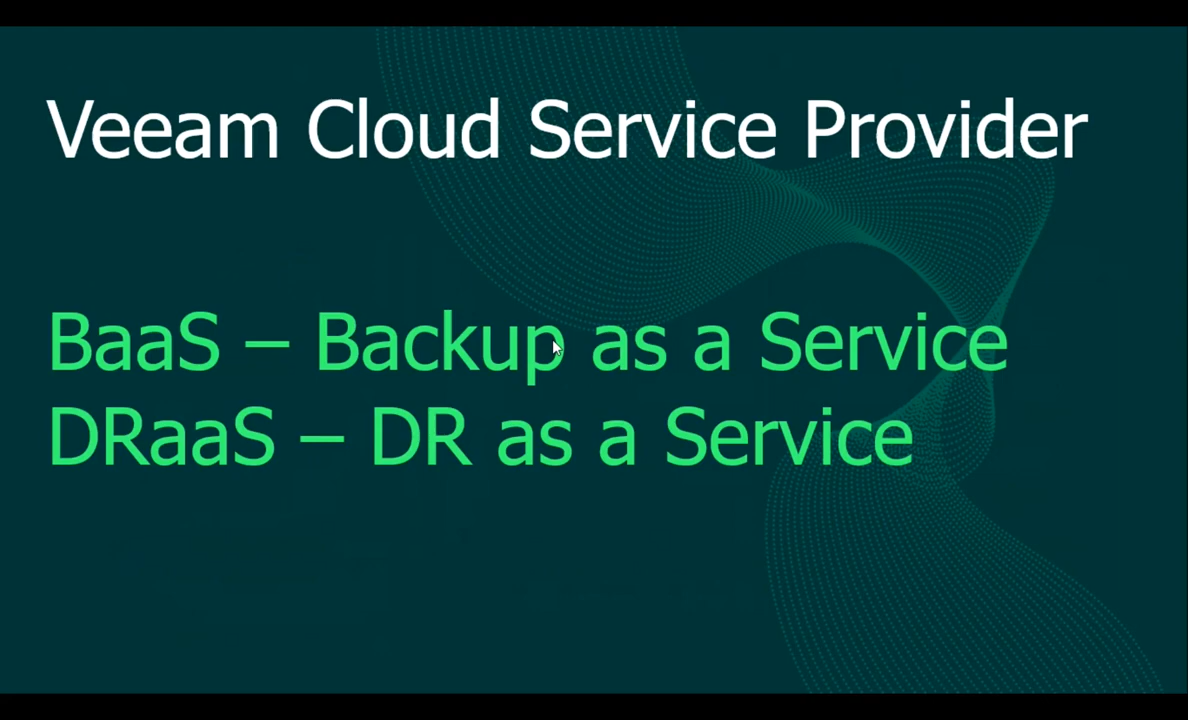 Veeam Cloud Service Provider
BaaS – Backup as a Service
DRaaS – DR as a Service